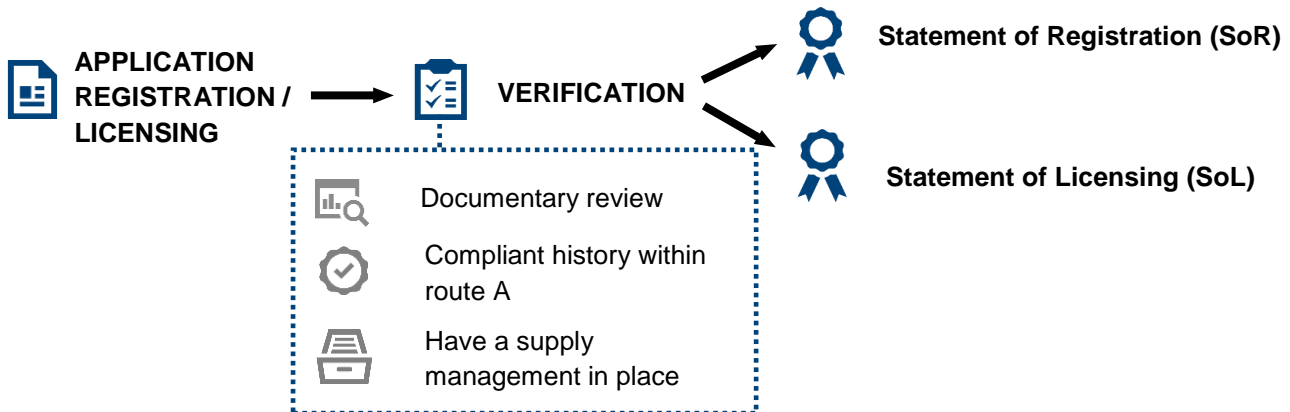 APPLICATION
REGISTRATION /
LICENSING
VERIFICATION
Statement of Registration (SoR)
Statement of Licensing (SoL)
Documentary review
Compliant history within
route A
Have a supply
management in place